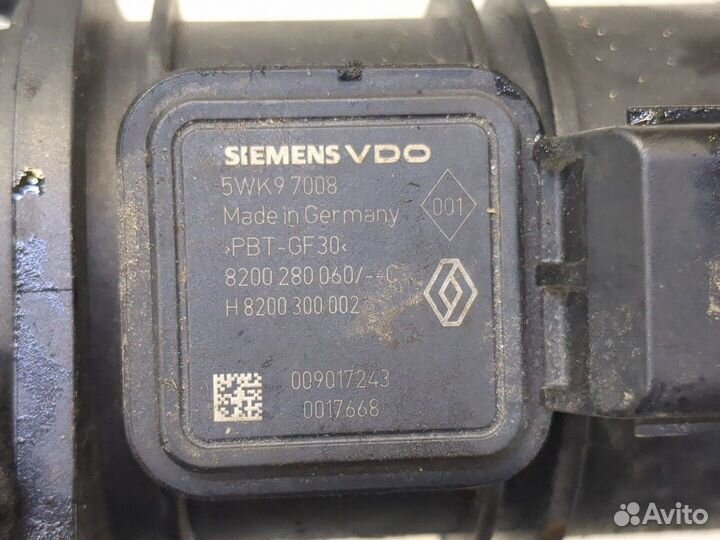 SIEMENS VDO
5WK9 7008
Made in Germany
001
›PBT-GF30‹
8200 280 060/--C
H 8200 300 002
009017243
0017668
Avito